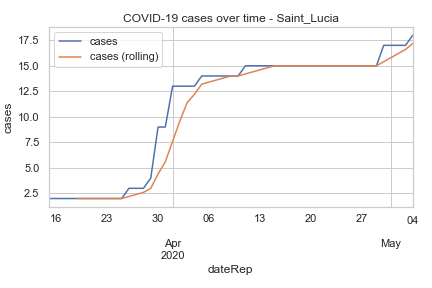 COVID-19 cases over time - Saint_Lucia
cases
cases (rolling)
17.5
15.0
12.5
10.0
7.5
5.0
2.5
cases
16 23 30 06 13 20 27 04
Apr May
2020
dateRep